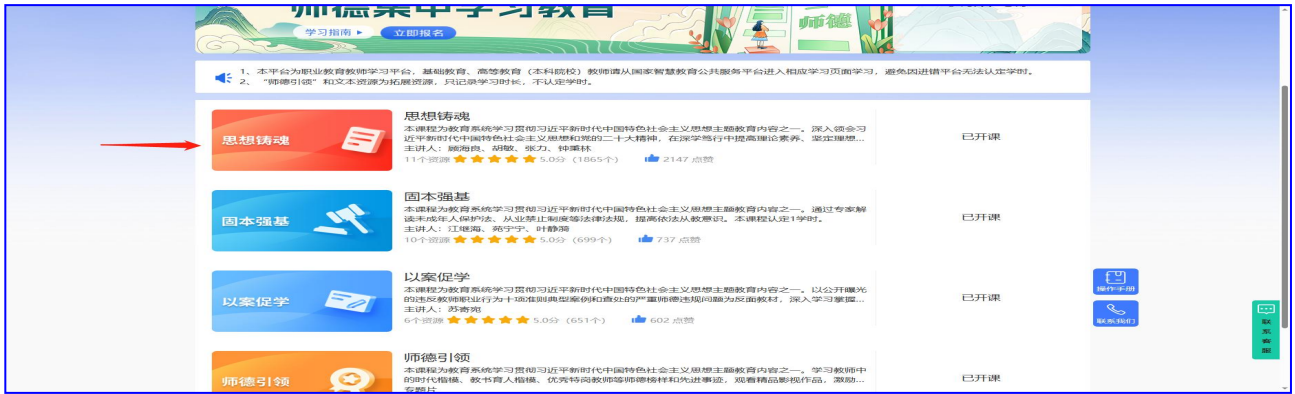 师德集中学习教育
学习指南
立即报名
师德
1、本平台为职业教育教师学习平台，基础教育、高等教育（本科院校）教师请从国家智慧教育公共服务平台进入相应学习页面学习，避免因进错平台无法认定学时。
2、“师德引领”和文本资源为拓展资源，只记录学习时长，不认定学时。
思想铸魂
思想铸魂
本课程为教育系统学习贯彻习近平新时代中国特色社会主义思想主题教育内容之一。深入领会习
近平新时代中国特色社会主义思想和党的二十大精神，在深学笃行中提高理论素养、坚定理想...
主讲人：顾海良、胡敏、张力、钟秉林
11个资源 5.0分（1865个） 2147 点赞
已开课
固本强基
固本强基
本课程为教育系统学习贯彻习近平新时代中国特色社会主义思想主题教育内容之一。通过专家解
读未成年人保护法、从业禁止制度等法律法规，提高依法从教意识。本课程认定1学时。
主讲人：江继海、苑宁宁、叶静漪
10个资源 5.0分（699个） 737 点赞
已开课
以案促学
以案促学
本课程为教育系统学习贯彻习近平新时代中国特色社会主义思想主题教育内容之一。以公开曝光
的违反教师职业行为十项准则典型案例和查处的严重师德违规问题为反面教材，深入学习掌握...
主讲人：苏寄宛
6个资源 5.0分（651个） 602 点赞
已开课
师德引领
师德引领
本课程为教育系统学习贯彻习近平新时代中国特色社会主义思想主题教育内容之一。学习教师中
的时代楷模、教书育人楷模、优秀特岗教师等师德榜样和先进事迹，观看精品影视作品，激励...
专题片
已开课
操作手册
联系我们
联系客服